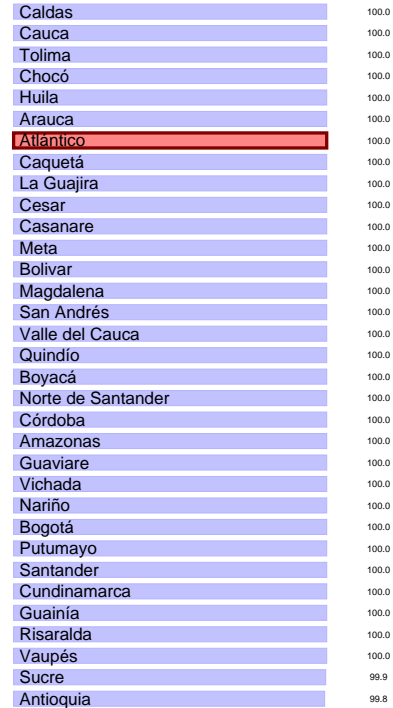 Caldas 100.0
Cauca 100.0
Tolima 100.0
Chocó 100.0
Huila 100.0
Arauca 100.0
Atlántico 100.0
Caquetá 100.0
La Guajira 100.0
Cesar 100.0
Casanare 100.0
Meta 100.0
Bolivar 100.0
Magdalena 100.0
San Andrés 100.0
Valle del Cauca 100.0
Quindío 100.0
Boyacá 100.0
Norte de Santander 100.0
Córdoba 100.0
Amazonas 100.0
Guaviare 100.0
Vichada 100.0
Nariño 100.0
Bogotá 100.0
Putumayo 100.0
Santander 100.0
Cundinamarca 100.0
Guainía 100.0
Risaralda 100.0
Vaupés 100.0
Sucre 99.9
Antioquia 99.8